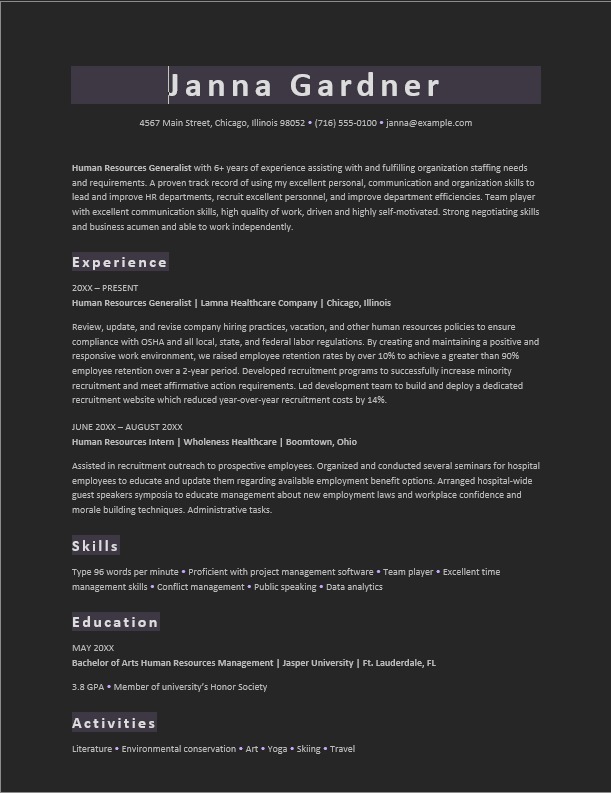 Janna Gardner
4567 Main Street, Chicago, Illinois 98052 • (716) 555-0100 • janna@example.com
Human Resources Generalist with 6+ years of experience assisting with and fulfilling organization staffing needs
and requirements. A proven track record of using my excellent personal, communication and organization skills to
lead and improve HR departments, recruit excellent personnel, and improve department efficiencies. Team player
with excellent communication skills, high quality of work, driven and highly self-motivated. Strong negotiating skills
and business acumen and able to work independently.
Experience
20XX – PRESENT
Human Resources Generalist | Lamna Healthcare Company | Chicago, Illinois
Review, update, and revise company hiring practices, vacation, and other human resources policies to ensure
compliance with OSHA and all local, state, and federal labor regulations. By creating and maintaining a positive and
responsive work environment, we raised employee retention rates by over 10% to achieve a greater than 90%
employee retention over a 2-year period. Developed recruitment programs to successfully increase minority
recruitment and meet affirmative action requirements. Led development team to build and deploy a dedicated
recruitment website which reduced year-over-year recruitment costs by 14%.
JUNE 20XX – AUGUST 20XX
Human Resources Intern | Wholeness Healthcare | Boomtown, Ohio
Assisted in recruitment outreach to prospective employees. Organized and conducted several seminars for hospital
employees to educate and update them regarding available employment benefit options. Arranged hospital-wide
guest speakers symposia to educate management about new employment laws and workplace confidence and
morale building techniques. Administrative tasks.
Skills
Type 96 words per minute • Proficient with project management software • Team player • Excellent time
management skills • Conflict management • Public speaking • Data analytics
Education
MAY 20XX
Bachelor of Arts Human Resources Management | Jasper University | Ft. Lauderdale, FL
3.8 GPA • Member of university's Honor Society
Activities
Literature • Environmental conservation • Art • Yoga • Skiing • Travel